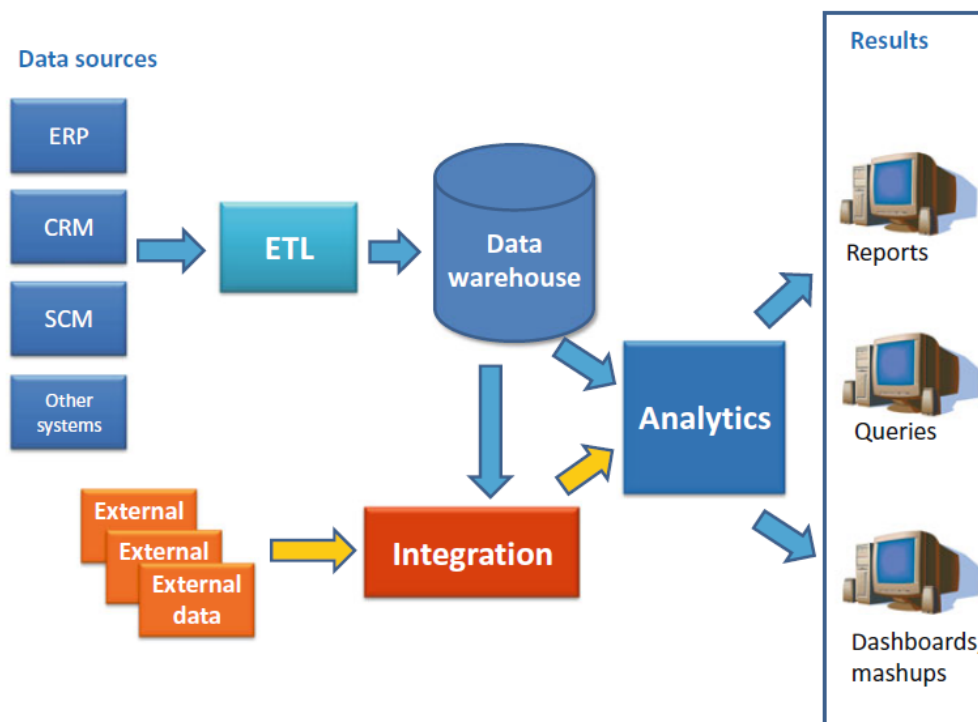 Data sources
ERP
CRM
SCM
Other
systems
ETL
Data
warehouse
External
External
External
data
Integration
Analytics
Results
Reports
Queries
Dashboards,
mashups